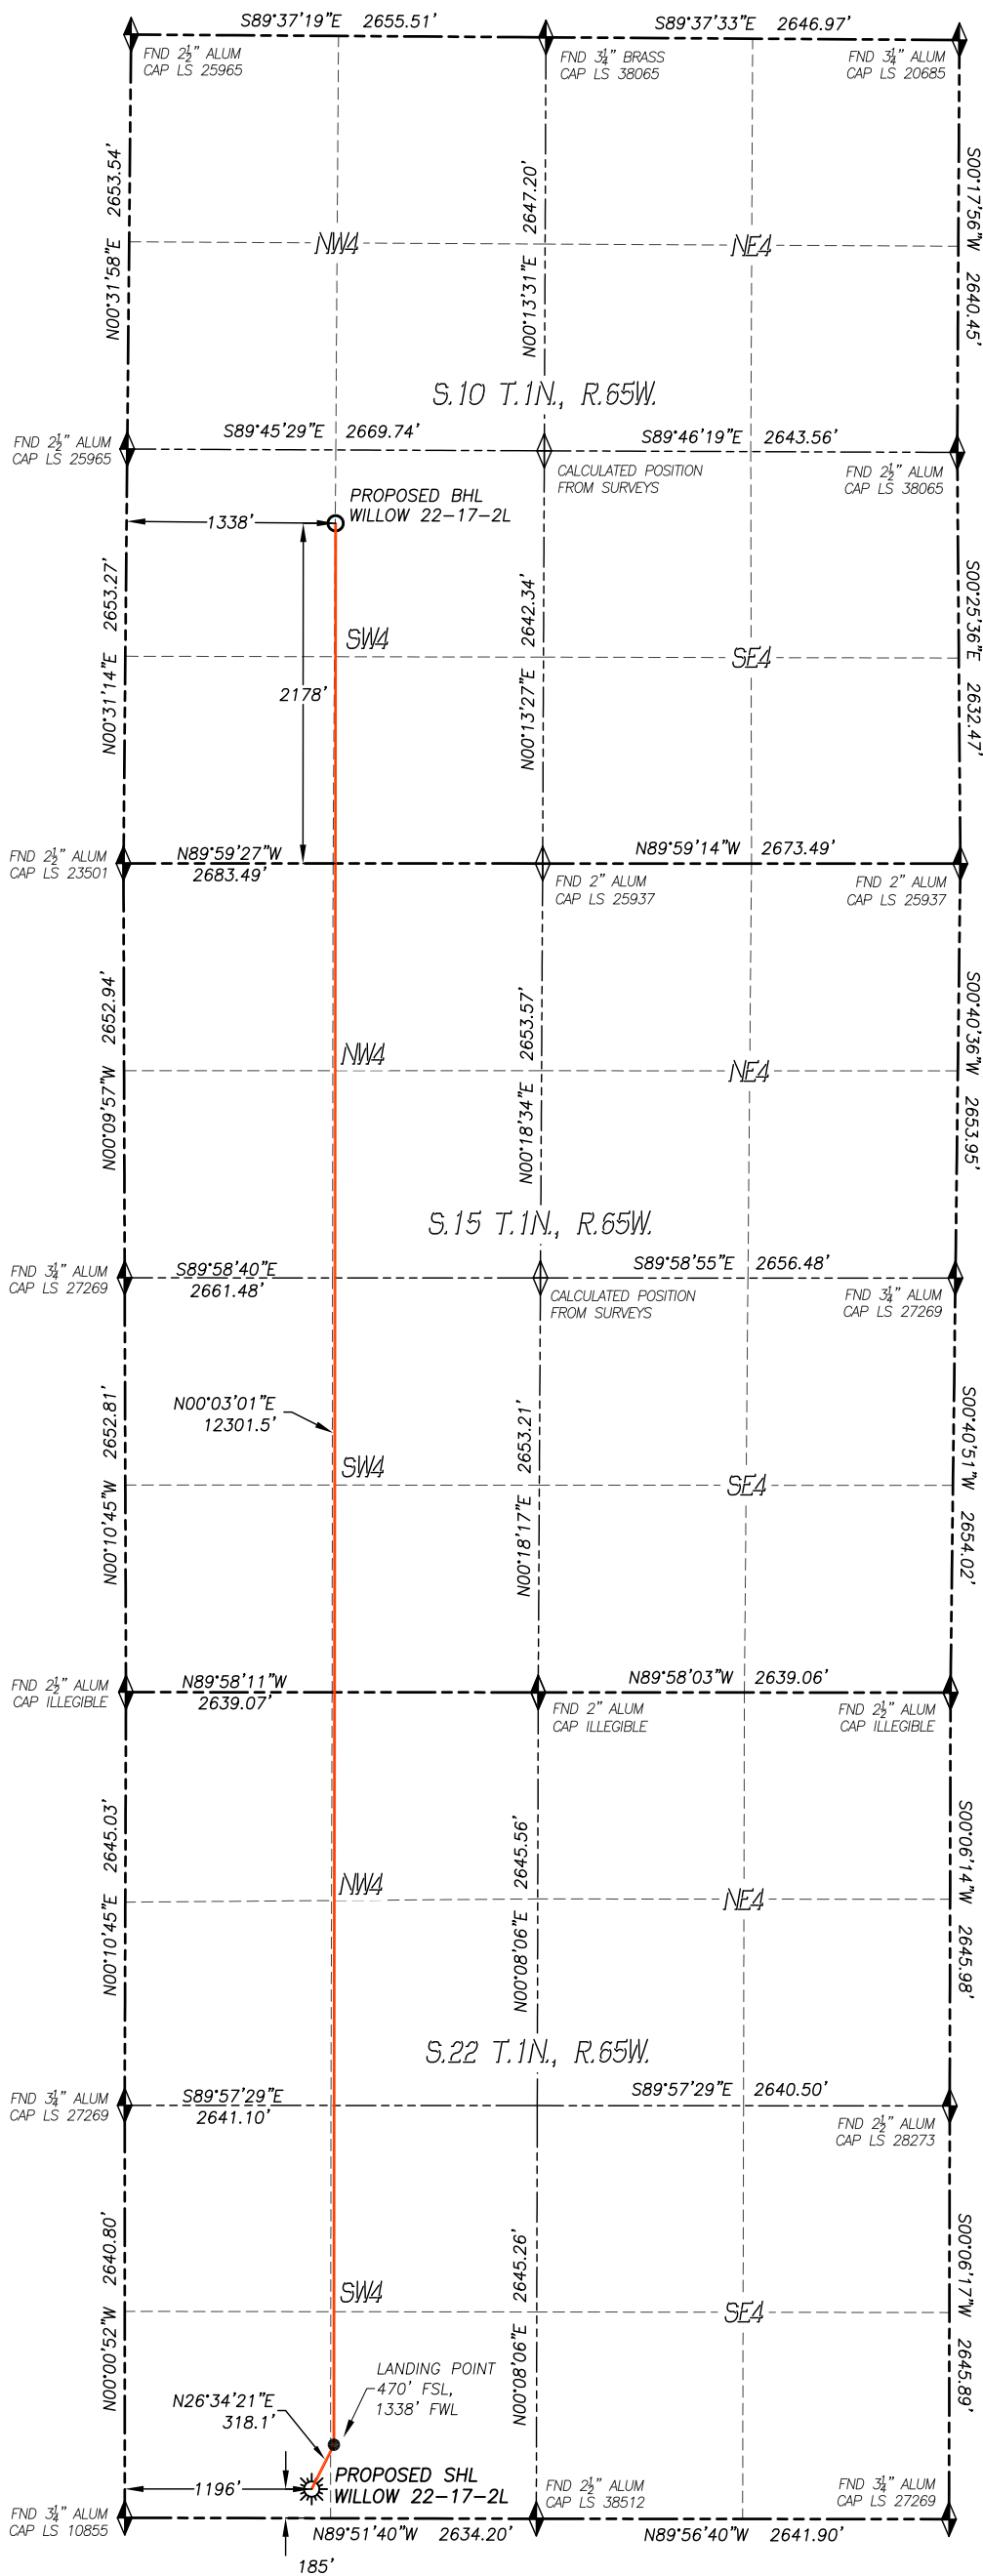 S89°37'19"E 2655.51'
S89°37'33"E 2646.97'
FND 2½" ALUM
CAP LS 25965
FND 3¼" BRASS
CAP LS 38065
FND 3¼" ALUM
CAP LS 20685
N00°31'58"E 2653.54'
N00°13'31"E 2647.20'
S00°17'56"W 2640.45'
NW4
NE4
S.10 T.1N., R.65W.
S89°45'29"E 2669.74'
S89°46'19"E 2643.56'
FND 2½" ALUM
CAP LS 25965
CALCULATED POSITION
FROM SURVEYS
FND 2½" ALUM
CAP LS 38065
PROPOSED BHL
WILLOW 22-17-2L
1338'
N00°31'14"E 2653.27'
N00°13'27"E 2642.34'
S00°25'36"E 2632.47'
SW4
SE4
2178'
N89°59'27"W
2683.49'
N89°59'14"W 2673.49'
FND 2½" ALUM
CAP LS 23501
FND 2" ALUM
CAP LS 25937
FND 2" ALUM
CAP LS 25937
N00°09'57"W 2652.94'
N00°18'34"E 2653.57'
S00°40'36"W 2653.95'
NW4
NE4
S.15 T.1N., R.65W.
S89°58'40"E
2661.48'
S89°58'55"E 2656.48'
FND 3¼" ALUM
CAP LS 27269
CALCULATED POSITION
FROM SURVEYS
FND 3¼" ALUM
CAP LS 27269
N00°03'01"E
12301.5'
N00°10'45"W 2652.81'
N00°18'17"E 2653.21'
S00°40'51"W 2654.02'
SW4
SE4
N89°58'11"W
2639.07'
N89°58'03"W 2639.06'
FND 2½" ALUM
CAP ILLEGIBLE
FND 2" ALUM
CAP ILLEGIBLE
FND 2½" ALUM
CAP ILLEGIBLE
N00°10'45"E 2645.03'
N00°08'06"E 2645.56'
S00°06'14"W 2645.98'
NW4
NE4
S.22 T.1N., R.65W.
S89°57'29"E
2641.10'
S89°57'29"E 2640.50'
FND 3¼" ALUM
CAP LS 27269
FND 2½" ALUM
CAP LS 28273
N00°00'52"W 2640.80'
N00°08'06"E 2645.26'
S00°06'17"W 2645.89'
SW4
SE4
LANDING POINT
470' FSL,
1338' FWL
N26°34'21"E
318.1'
PROPOSED SHL
WILLOW 22-17-2L
1196'
FND 3¼" ALUM
CAP LS 10855
FND 2½" ALUM
CAP LS 38512
FND 3¼" ALUM
CAP LS 27269
N89°51'40"W 2634.20'
N89°56'40"W 2641.90'
185'